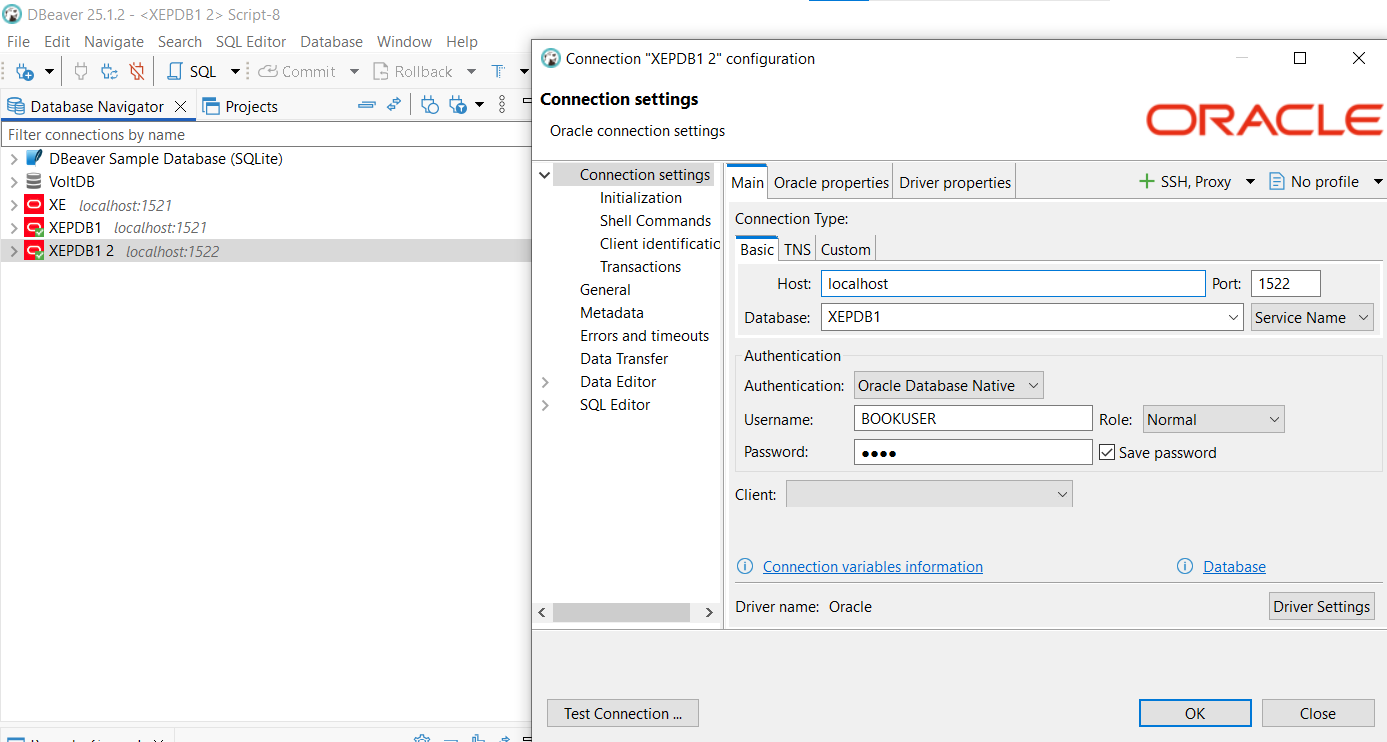 DBeaver 25.1.2 - <XEPDB1 2> Script-8
File Edit Navigate Search SQL Editor Database Window Help
SQL Commit Rollback T
Database Navigator Projects
Filter connections by name
DBeaver Sample Database (SQLite)
VoltDB
XE localhost:1521
XEPDB1 localhost:1521
XEPDB1 2 localhost:1522
Connection "XEPDB1 2" configuration
Connection settings
Oracle connection settings
ORACLE
Connection settings
Initialization
Shell Commands
Client identificatic
Transactions
General
Metadata
Errors and timeouts
Data Transfer
Data Editor
SQL Editor
Main Oracle properties Driver properties SSH, Proxy No profile
Connection Type:
Basic TNS Custom
Host: localhost Port: 1522
Database: XEPDB1 Service Name
Authentication
Authentication: Oracle Database Native
Username: BOOKUSER Role: Normal
Password: ●●●● Save password
Client:
Connection variables information Database
Driver name: Oracle Driver Settings
Test Connection ... OK Close